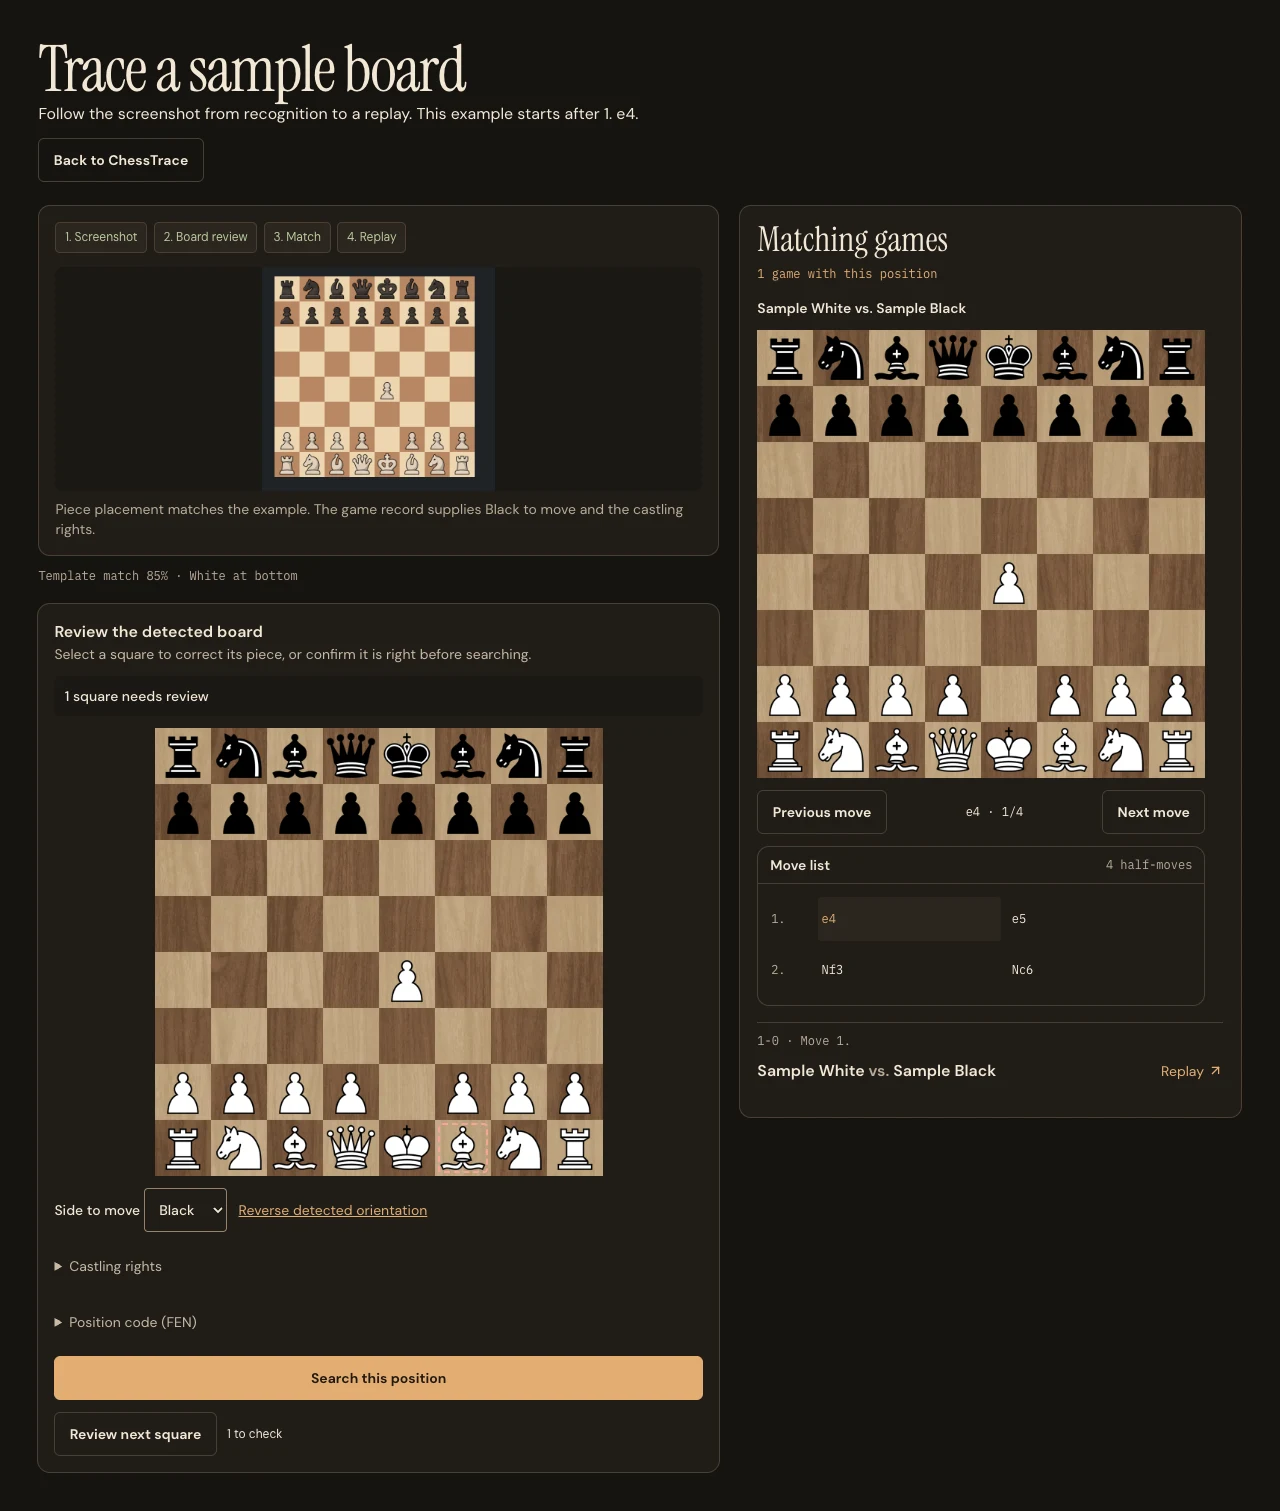 Trace a sample board
Follow the screenshot from recognition to a replay. This example starts after 1. e4.
Back to ChessTrace
1. Screenshot
2. Board review
3. Match
4. Replay
Piece placement matches the example. The game record supplies Black to move and the castling
rights.
Template match 85% · White at bottom
Review the detected board
Select a square to correct its piece, or confirm it is right before searching.
1 square needs review
Side to move
Black
Reverse detected orientation
Castling rights
Position code (FEN)
Search this position
Review next square
1 to check
Matching games
1 game with this position
Sample White vs. Sample Black
Previous move
e4 · 1/4
Next move
Move list
4 half-moves
1.
e4
e5
2.
Nf3
Nc6
1-0 · Move 1.
Sample White vs. Sample Black
Replay